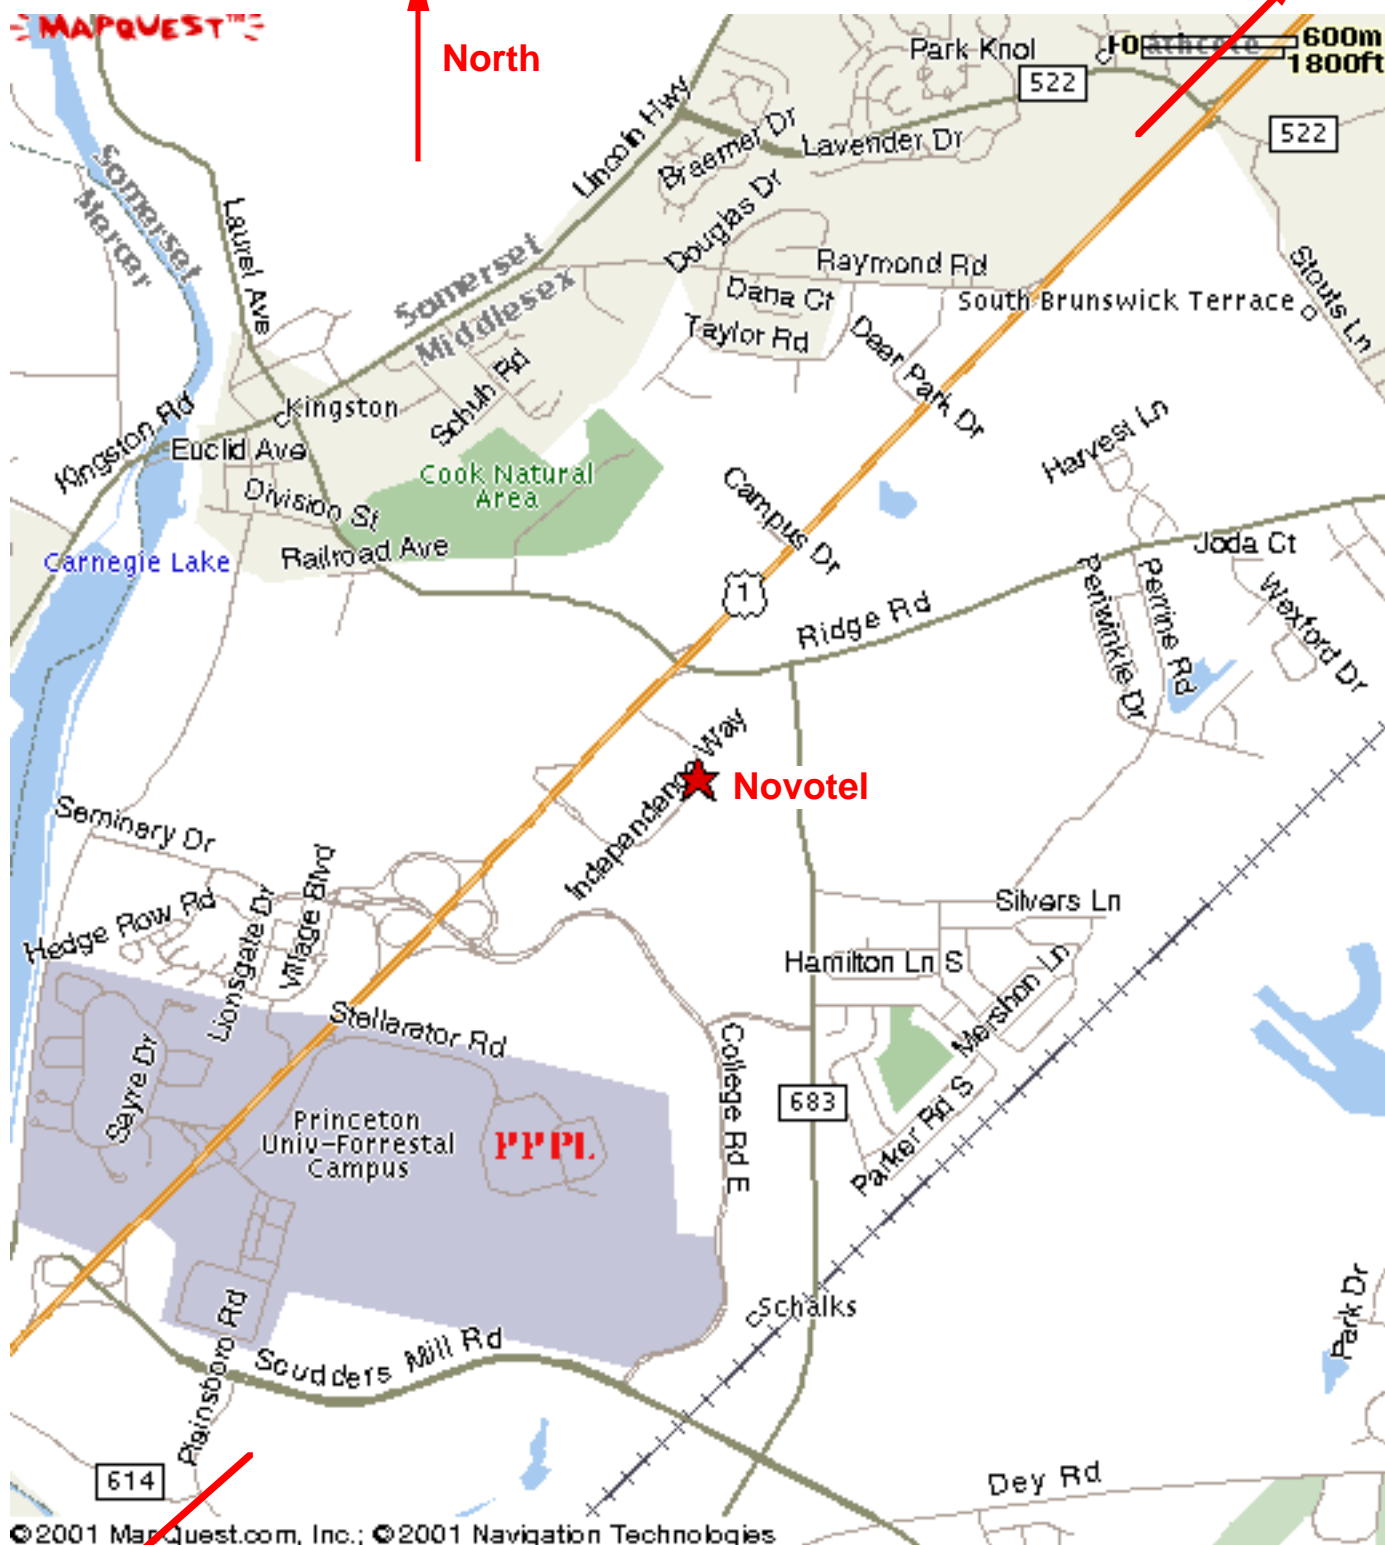 MAPQUEST™
North
Park Knol
0
600m
1800ft
522
522
Lincoln Hwy
Braemer Dr
Lavender Dr
Somerset
Mercer
Laurel Ave
Douglas Dr
Somerset
Middlesex
Raymond Rd
Dana Ct
South Brunswick Terrace
Stouts Ln
Taylor Rd
Deer Park Dr
Schuh Rd
Kingston Rd
Kingston
Euclid Ave
Harvest Ln
Cook Natural
Area
Division St
Campus Dr
Railroad Ave
Carnegie Lake
Joda Ct
1
Ridge Rd
Periwinkle Dr
Perrine Rd
Wexford Dr
Independence Way
Novotel
Seminary Dr
Hedge Row Rd
Lionsgate Dr
Village Blvd
Silvers Ln
Hamilton Ln S
Mershon Ln
Stellarator Rd
Sayre Dr
College Rd E
683
Parker Rd S
Princeton
Univ-Forrestal
Campus
PPPL
Schalks
Park Dr
Plainsboro Rd
Scudders Mill Rd
614
Dey Rd
©2001 MapQuest.com, Inc.; ©2001 Navigation Technologies